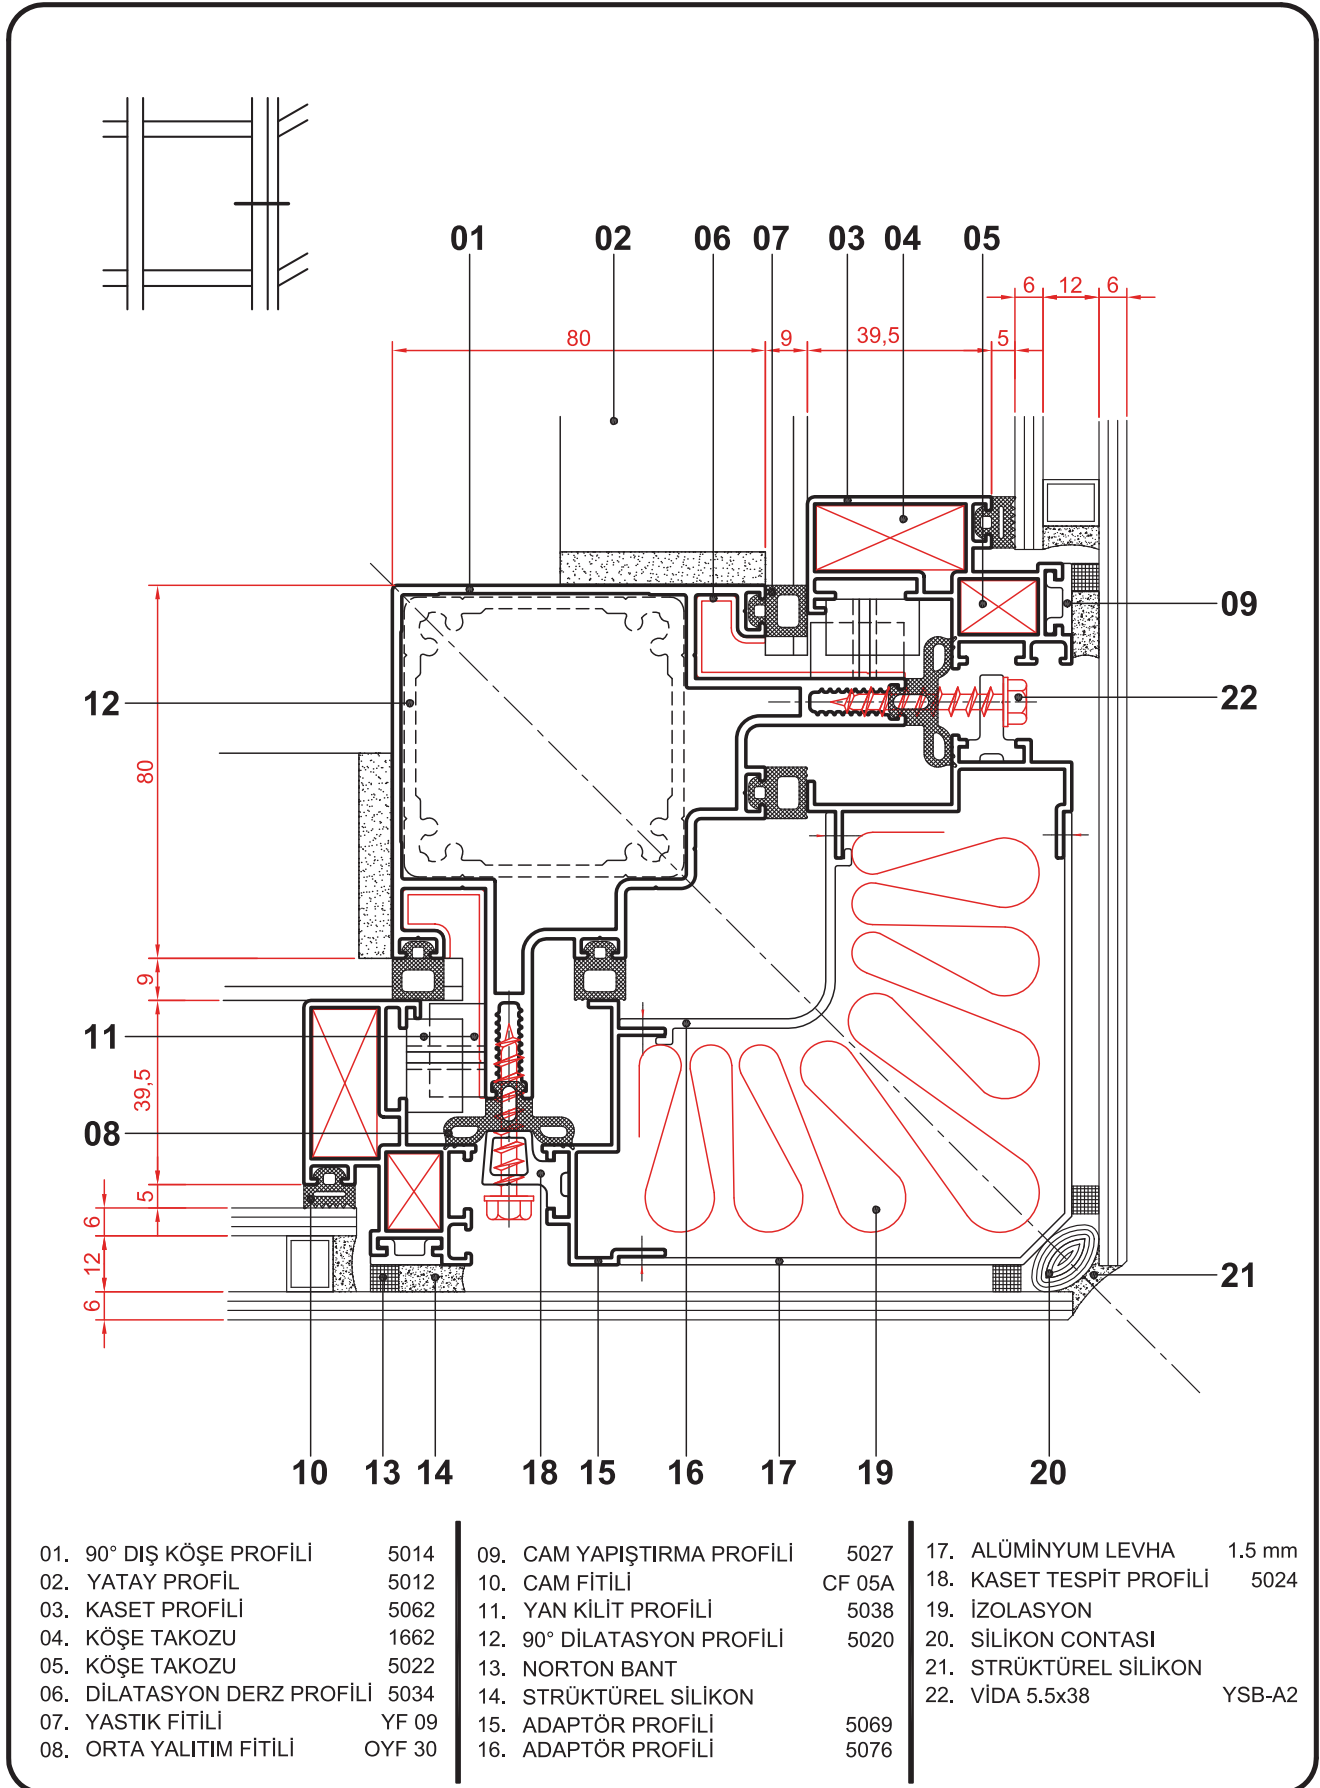 01 02 06 07 03 04 05
6 12 6
80 9 39,5 5
09
12
22
80
9
11
39,5
08
5
6
12
21
6
10 13 14 18 15 16 17 19 20
01. 90° DIŞ KÖŞE PROFİLİ 5014
02. YATAY PROFİL 5012
03. KASET PROFİLİ 5062
04. KÖŞE TAKOZU 1662
05. KÖŞE TAKOZU 5022
06. DİLATASYON DERZ PROFİLİ 5034
07. YASTIK FİTİLİ YF 09
08. ORTA YALITIM FİTİLİ OYF 30
09. CAM YAPIŞTIRMA PROFİLİ 5027
10. CAM FİTİLİ CF 05A
11. YAN KİLİT PROFİLİ 5038
12. 90° DİLATASYON PROFİLİ 5020
13. NORTON BANT
14. STRÜKTÜREL SİLİKON
15. ADAPTÖR PROFİLİ 5069
16. ADAPTÖR PROFİLİ 5076
17. ALÜMİNYUM LEVHA 1.5 mm
18. KASET TESPİT PROFİLİ 5024
19. İZOLASYON
20. SİLİKON CONTASI
21. STRÜKTÜREL SİLİKON
22. VİDA 5.5x38 YSB-A2